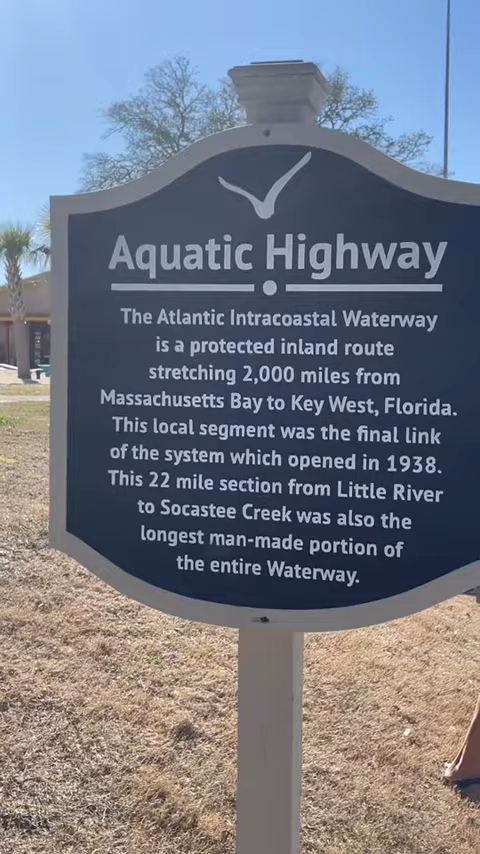 Aquatic Highway
The Atlantic Intracoastal Waterway
is a protected inland route
stretching 2,000 miles from
Massachusetts Bay to Key West, Florida.
This local segment was the final link
of the system which opened in 1938.
This 22 mile section from Little River
to Socastee Creek was also the
longest man-made portion of
the entire Waterway.